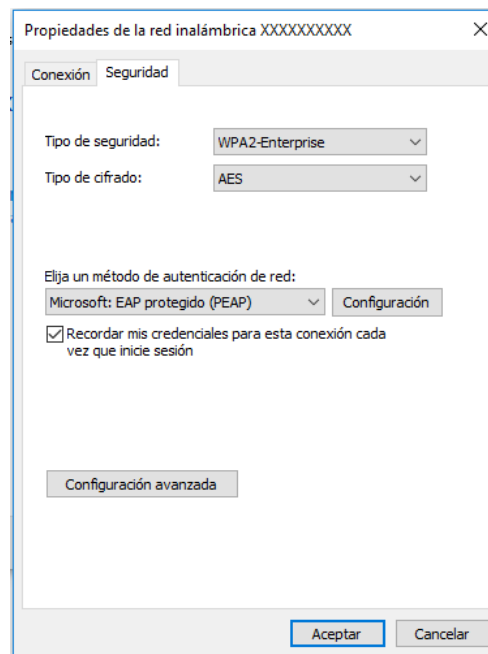 Propiedades de la red inalámbrica XXXXXXXXXX
Conexión Seguridad
Tipo de seguridad: WPA2-Enterprise
Tipo de cifrado: AES
Elija un método de autenticación de red:
Microsoft: EAP protegido (PEAP) Configuración
Recordar mis credenciales para esta conexión cada
vez que inicie sesión
Configuración avanzada
Aceptar Cancelar